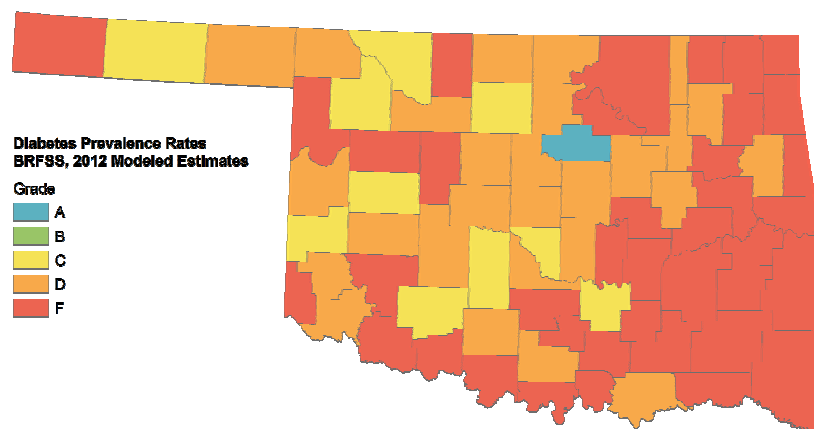 Diabetes Prevalence Rates
BRFSS, 2012 Modeled Estimates
Grade
A
B
C
D
F